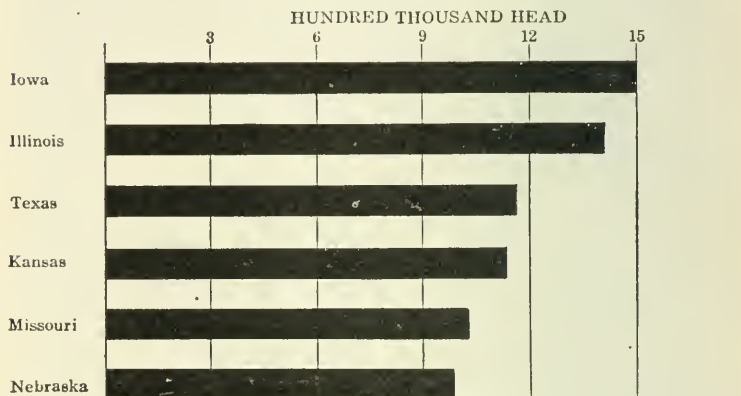 HUNDRED THOUSAND HEAD
3 6 9 12 15
Iowa
Illinois
Texas
Kansas
Missouri
Nebraska